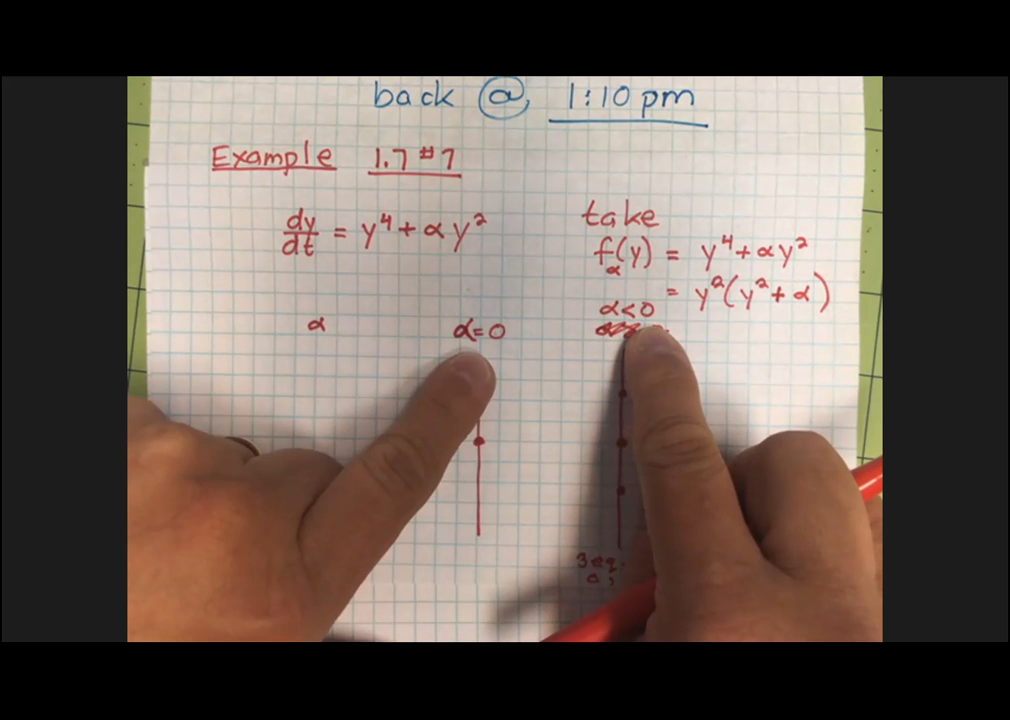 back @ 1:10 pm
Example 1.7 #7
dy/dt = y⁴ + αy²
take
f_α(y) = y⁴ + αy²
= y²(y² + α)
α<0
α
α=0
3 eq.